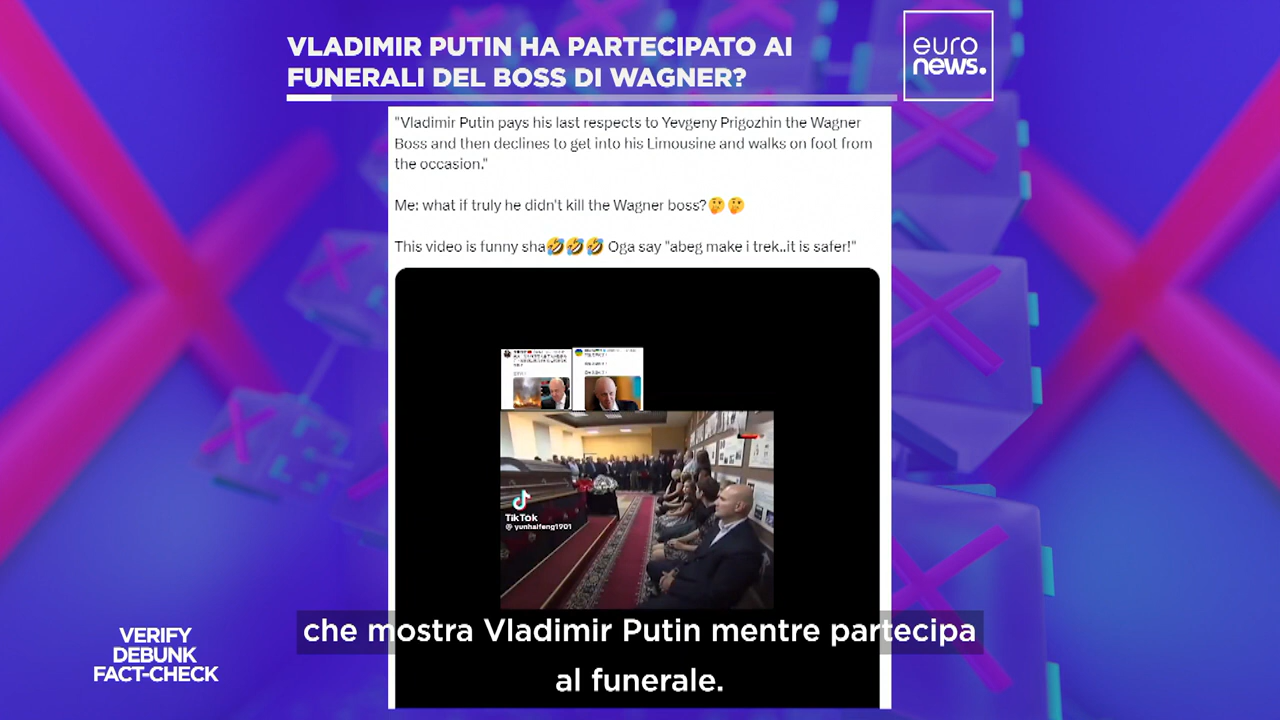 VLADIMIR PUTIN HA PARTECIPATO AI
FUNERALI DEL BOSS DI WAGNER?
euro
news.
"Vladimir Putin pays his last respects to Yevgeny Prigozhin the Wagner
Boss and then declines to get into his Limousine and walks on foot from
the occasion."
Me: what if truly he didn't kill the Wagner boss?🤔🤔
This video is funny sha🤣🤣🤣 Oga say "abeg make i trek..it is safer!"
TikTok
@yunhaifeng1901
che mostra Vladimir Putin mentre partecipa
al funerale.
VERIFY
DEBUNK
FACT-CHECK